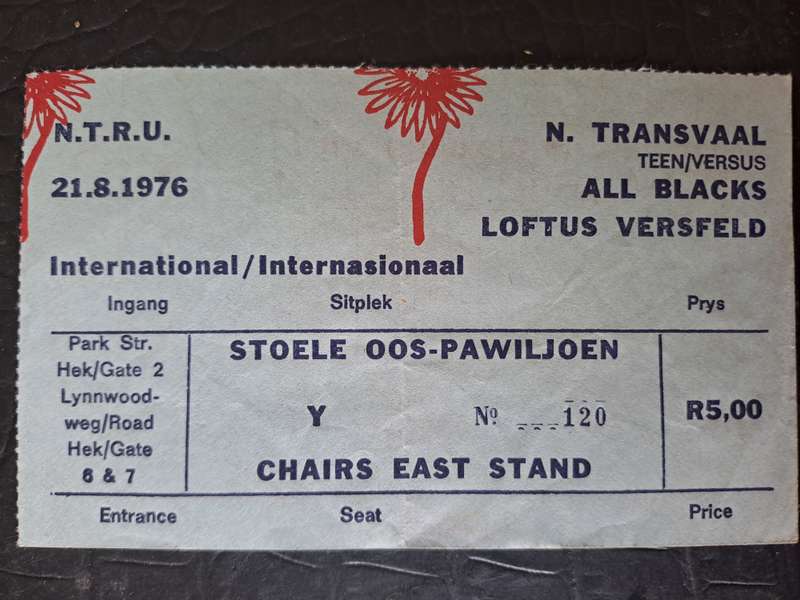 N.T.R.U.
N. TRANSVAAL
TEEN/VERSUS
21.8.1976
ALL BLACKS
LOFTUS VERSFELD
International/Internasionaal
Ingang Sitplek Prys
Park Str.
Hek/Gate 2
Lynnwood-
weg/Road
Hek/Gate
6 & 7
STOELE OOS-PAWILJOEN
Y Nº 120
CHAIRS EAST STAND
R5,00
Entrance Seat Price